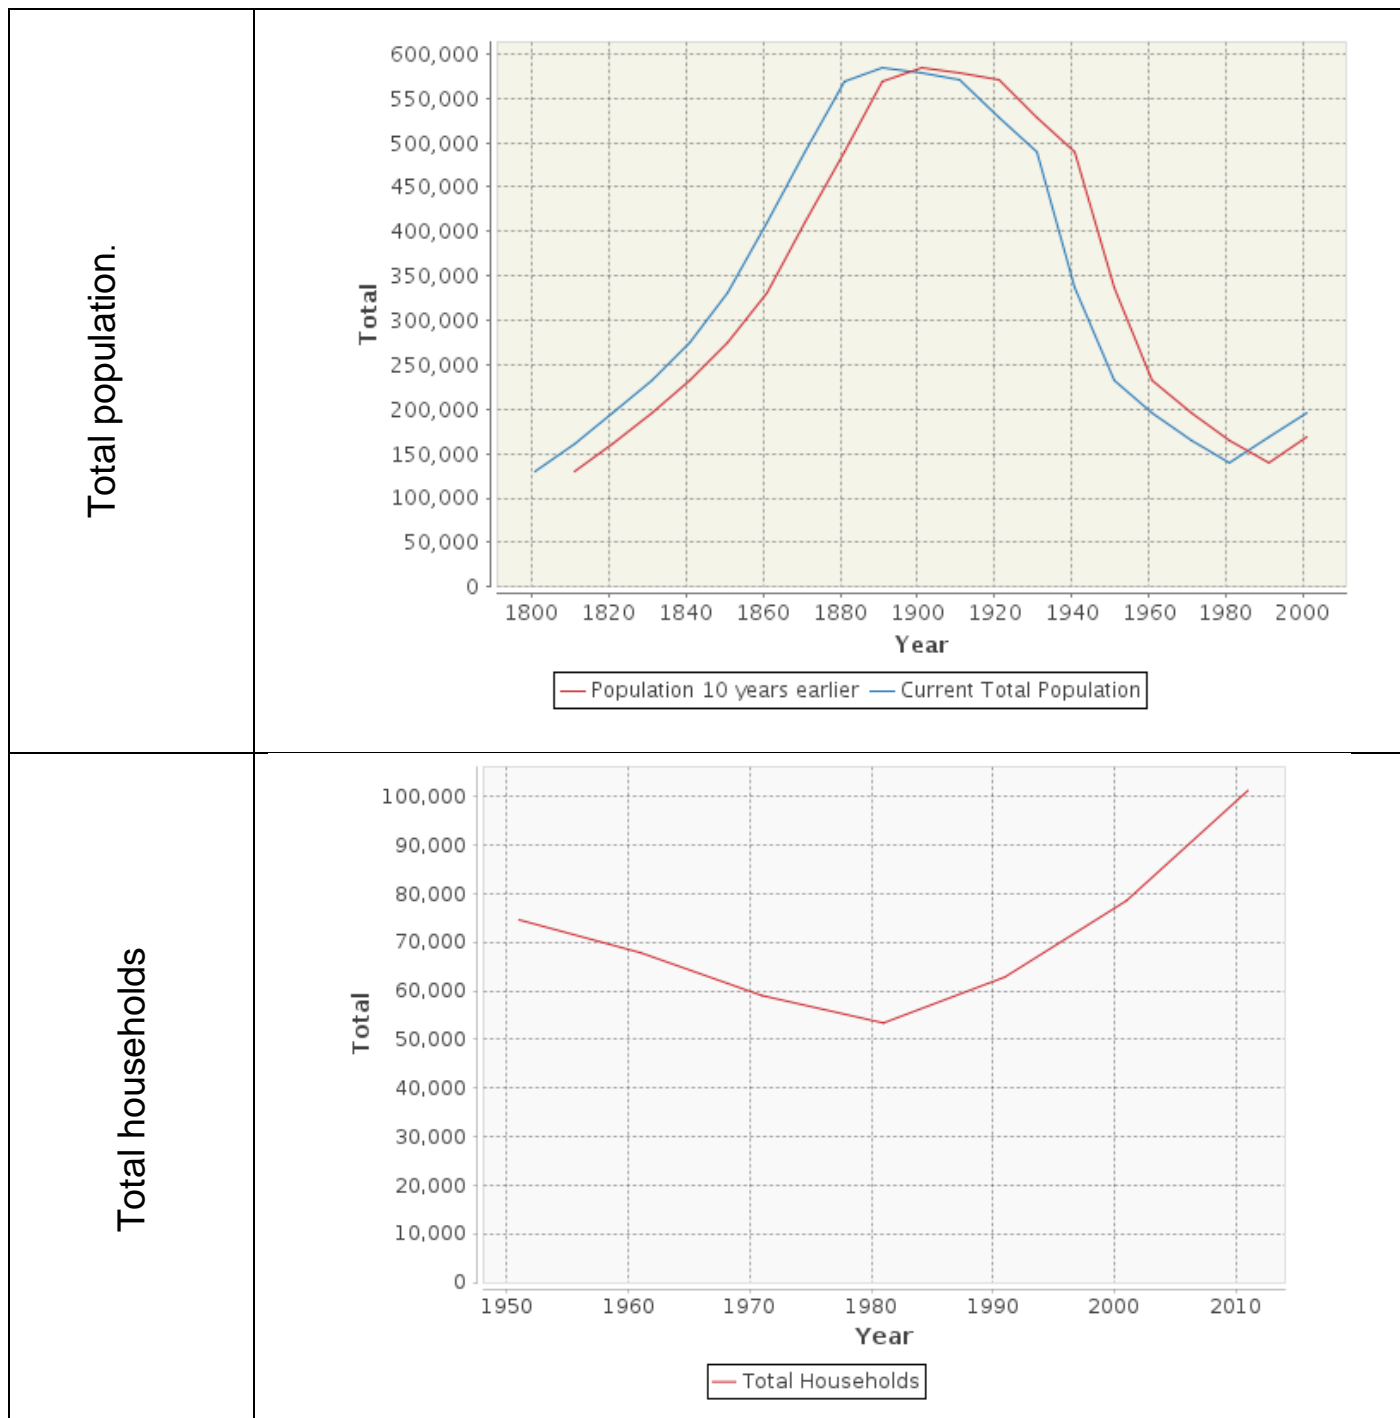 Total population.
600,000
550,000
500,000
450,000
400,000
350,000
300,000
250,000
200,000
150,000
100,000
50,000
0
Total
1800 1820 1840 1860 1880 1900 1920 1940 1960 1980 2000
Year
Population 10 years earlier Current Total Population
Total households
100,000
90,000
80,000
70,000
60,000
50,000
40,000
30,000
20,000
10,000
0
Total
1950 1960 1970 1980 1990 2000 2010
Year
Total Households